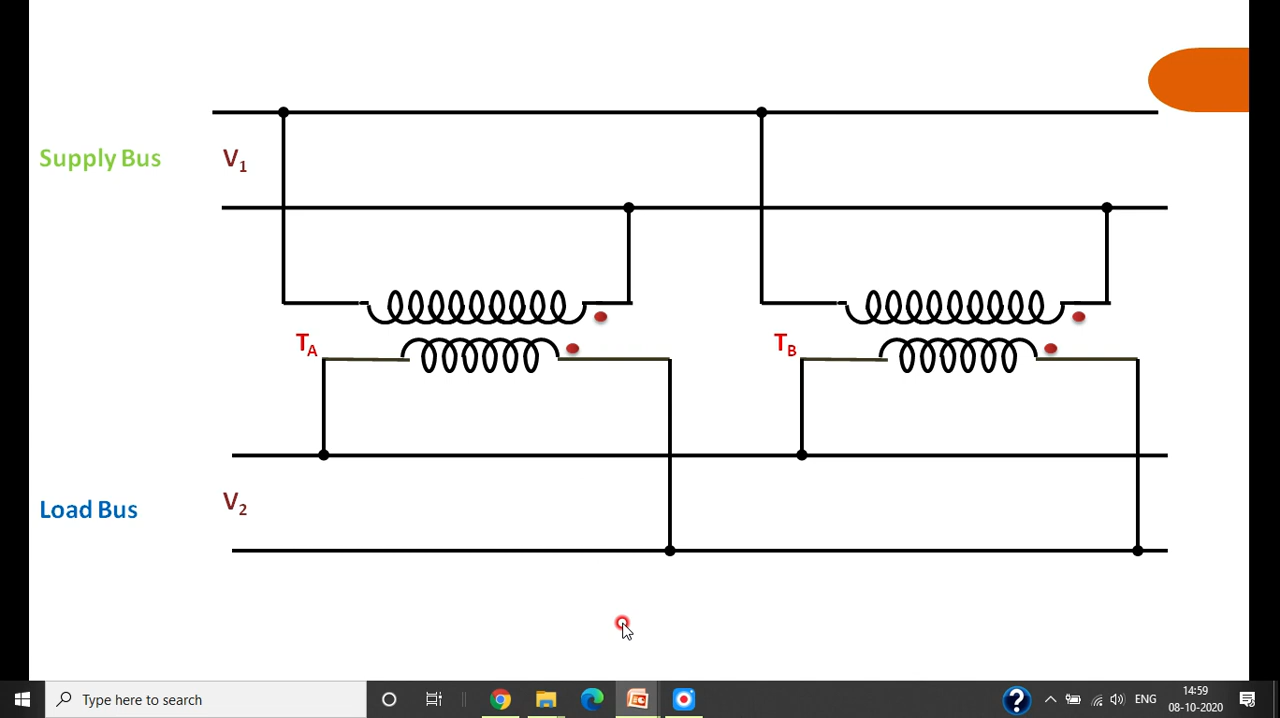 Supply Bus
V1
TA
TB
Load Bus
V2
Type here to search
ENG
14:59
08-10-2020